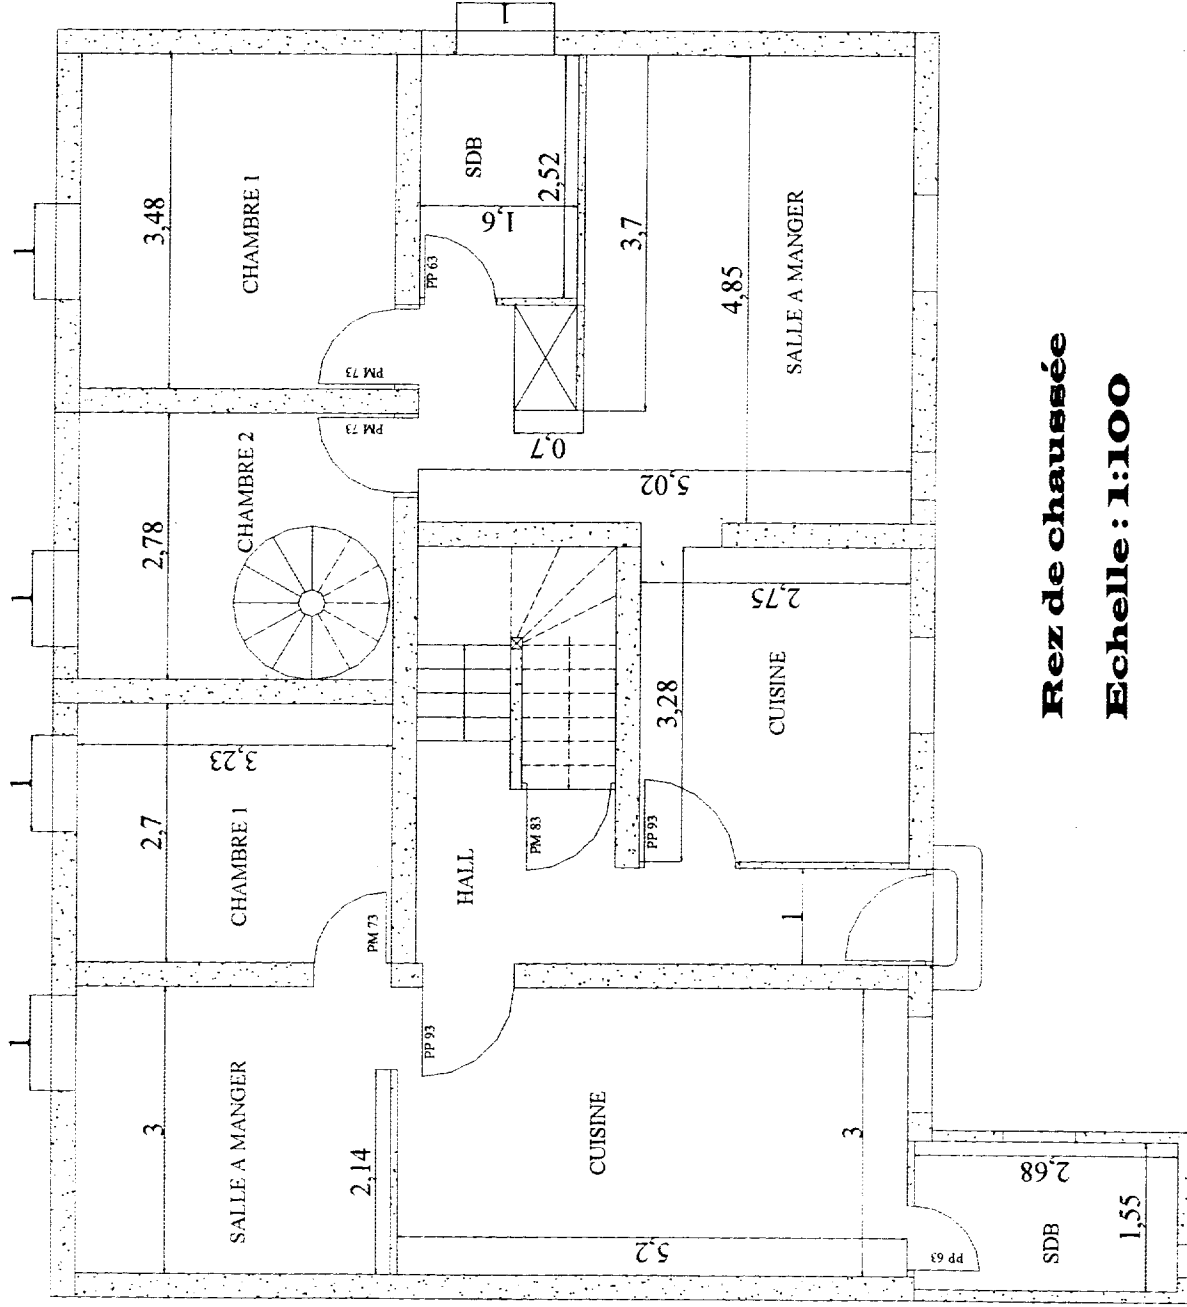 1
1
1
1
1
3,48
CHAMBRE 1
SDB
2,52
1,6
PP 63
3,7
4,85
SALLE A MANGER
PM 73
PM 73
0,7
5,02
CHAMBRE 2
2,78
2,75
3,28
CUISINE
3,23
2,7
CHAMBRE 1
PM 73
HALL
PM 83
PP 93
1
PP 93
3
SALLE A MANGER
2,14
CUISINE
3
5,2
2,68
1,55
SDB
PP 63
Rez de chaussée
Echelle : 1:100